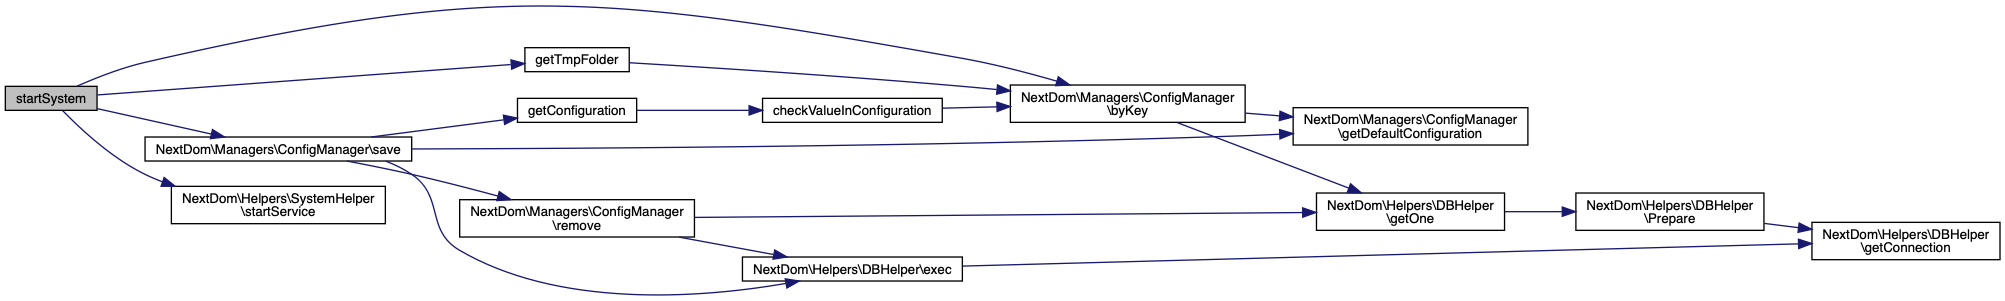 startSystem
getTmpFolder
getConfiguration
checkValueInConfiguration
NextDom\Managers\ConfigManager
\byKey
NextDom\Managers\ConfigManager
\getDefaultConfiguration
NextDom\Managers\ConfigManager\save
NextDom\Helpers\SystemHelper
\startService
NextDom\Managers\ConfigManager
\remove
NextDom\Helpers\DBHelper\exec
NextDom\Helpers\DBHelper
\getOne
NextDom\Helpers\DBHelper
\Prepare
NextDom\Helpers\DBHelper
\getConnection